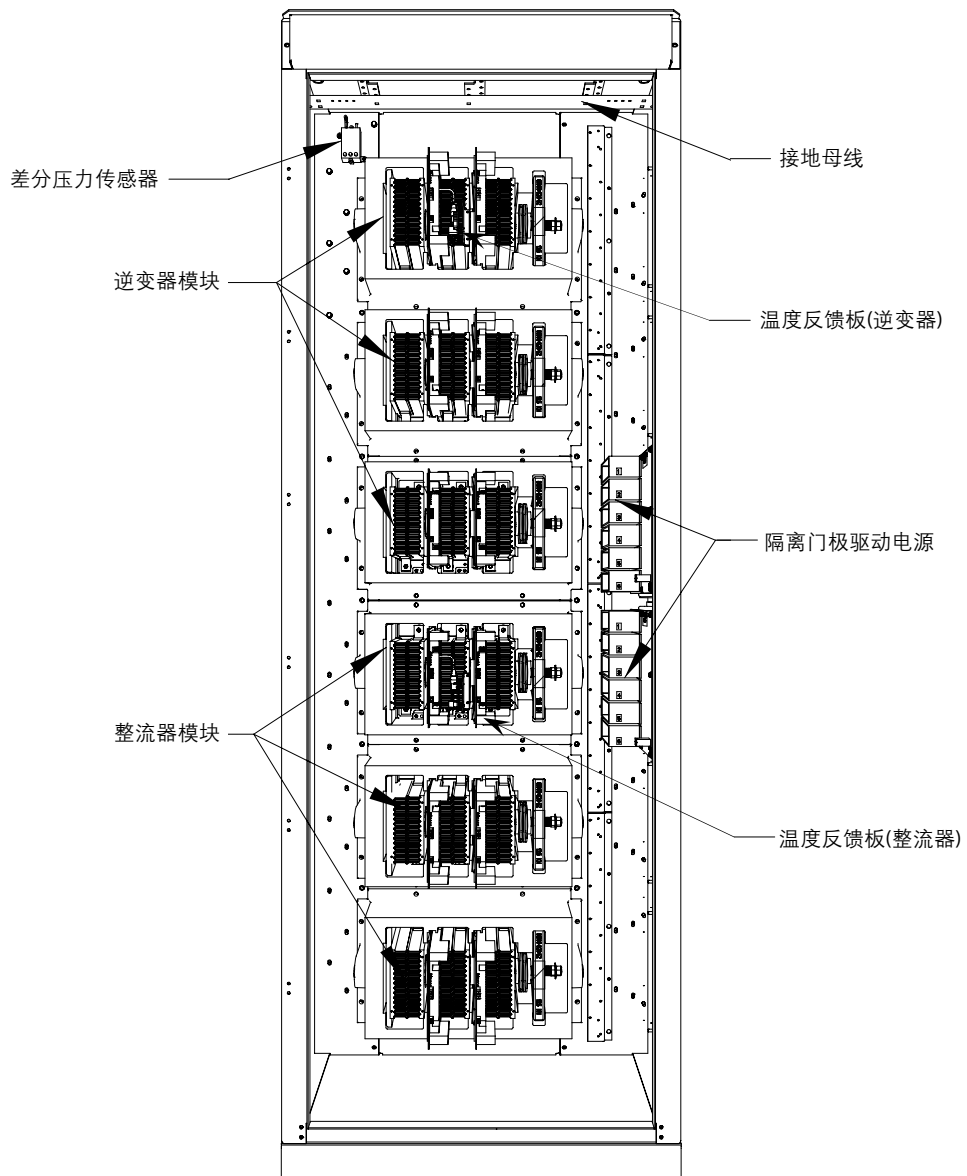 接地母线
差分压力传感器
逆变器模块
温度反馈板(逆变器)
隔离门极驱动电源
整流器模块
温度反馈板(整流器)